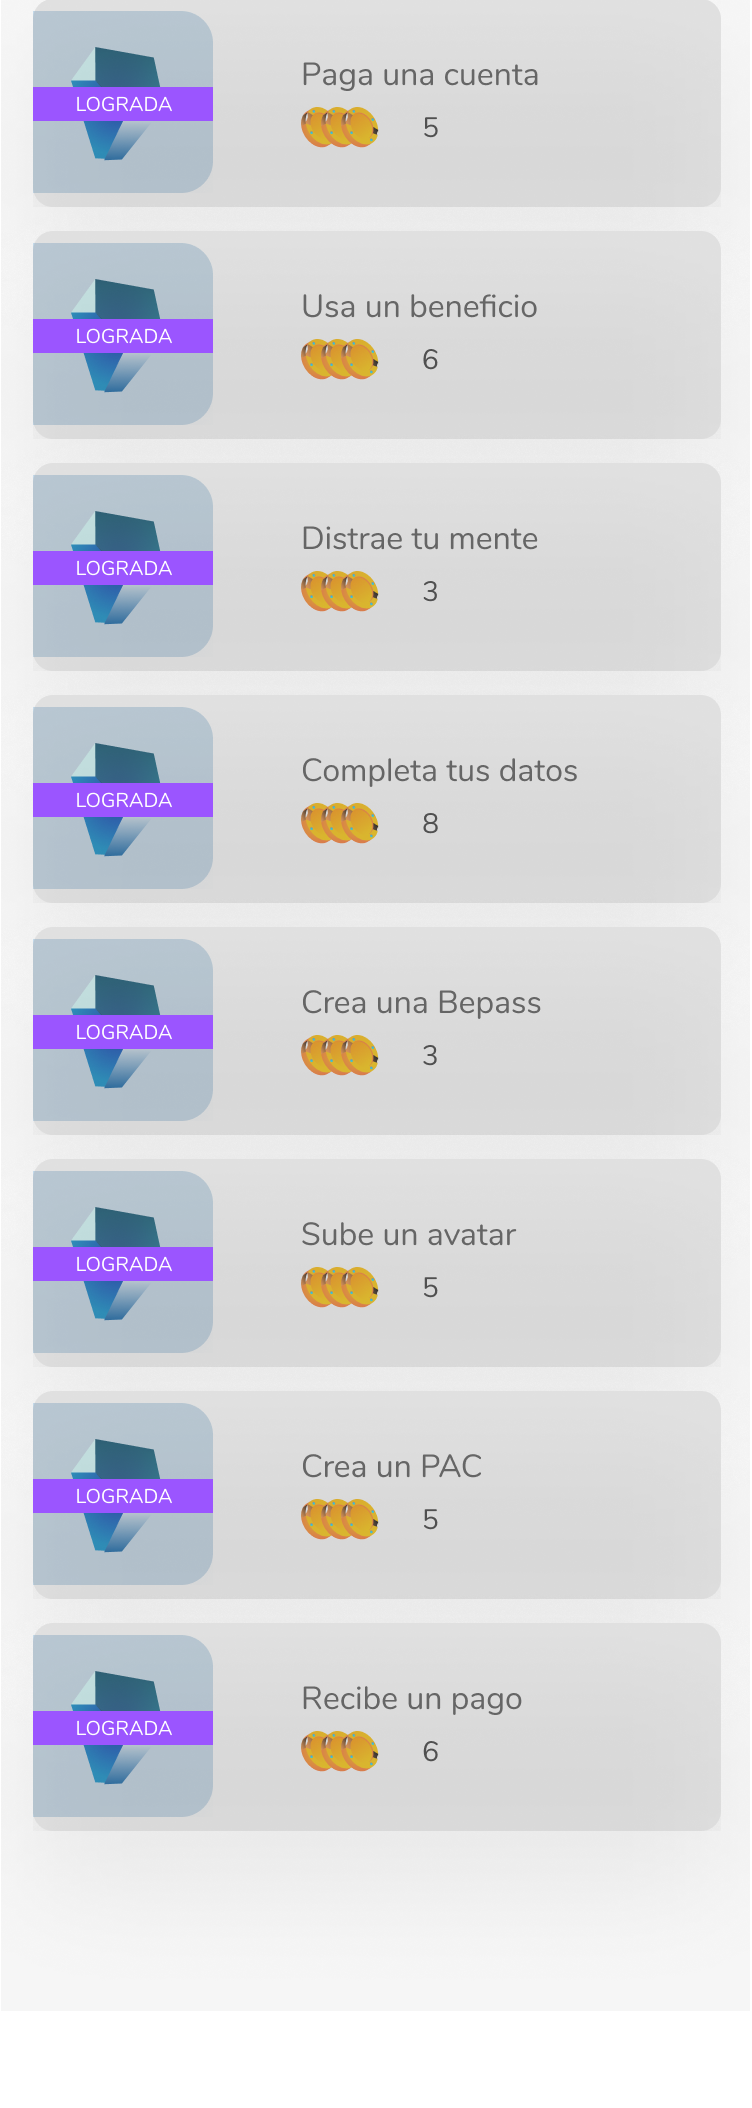 Paga una cuenta
LOGRADA
5
Usa un beneficio
LOGRADA
6
Distrae tu mente
LOGRADA
3
Completa tus datos
LOGRADA
8
Crea una Bepass
LOGRADA
3
Sube un avatar
LOGRADA
5
Crea un PAC
LOGRADA
5
Recibe un pago
LOGRADA
6